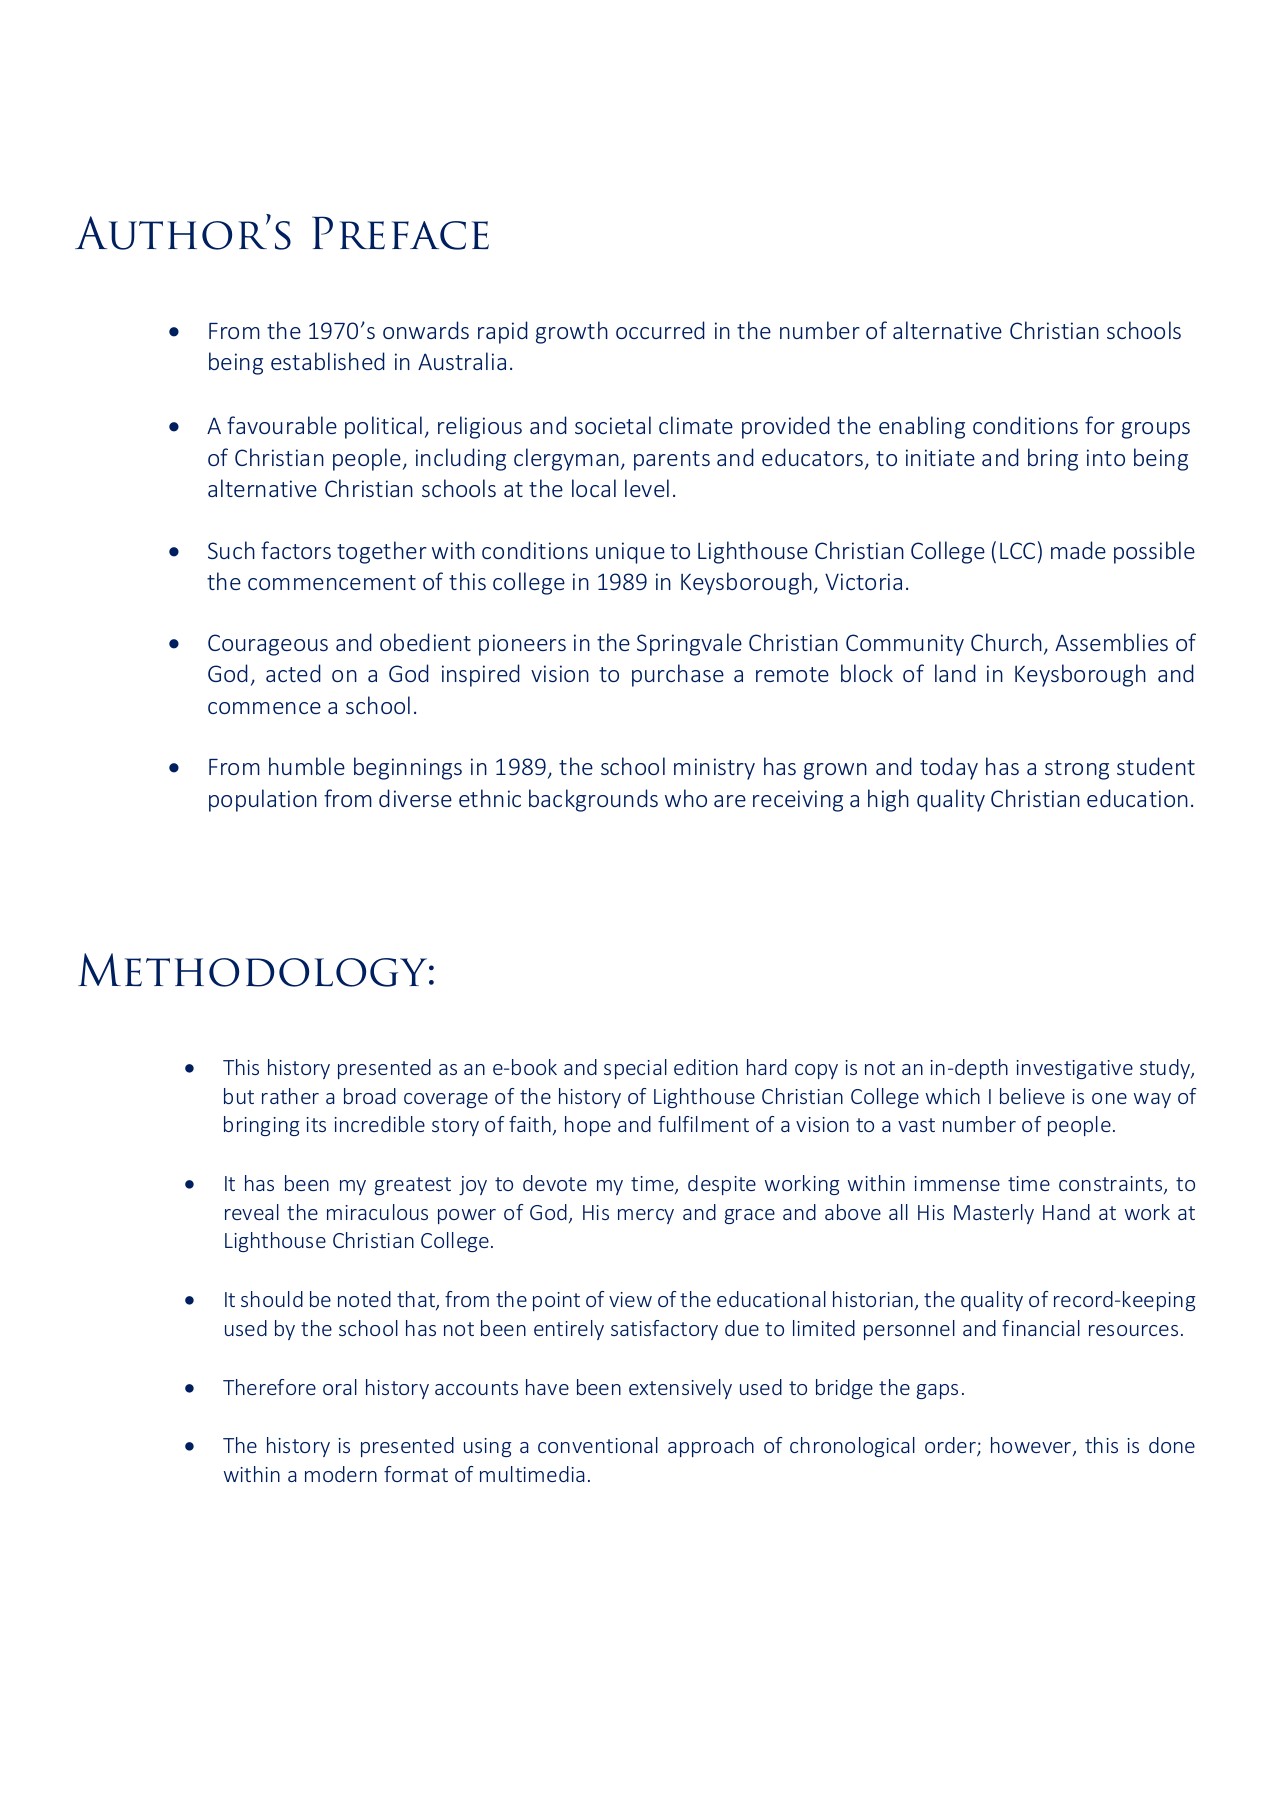 Author’s Preface
• From the 1970’s onwards rapid growth occurred in the number of alternative Christian schools
being established in Australia.
• A favourable political, religious and societal climate provided the enabling conditions for groups
of Christian people, including clergyman, parents and educators, to initiate and bring into being
alternative Christian schools at the local level.
• Such factors together with conditions unique to Lighthouse Christian College (LCC) made possible
the commencement of this college in 1989 in Keysborough, Victoria.
• Courageous and obedient pioneers in the Springvale Christian Community Church, Assemblies of
God, acted on a God inspired vision to purchase a remote block of land in Keysborough and
commence a school.
• From humble beginnings in 1989, the school ministry has grown and today has a strong student
population from diverse ethnic backgrounds who are receiving a high quality Christian education.
Methodology:
• This history presented as an e-book and special edition hard copy is not an in-depth investigative study,
but rather a broad coverage of the history of Lighthouse Christian College which I believe is one way of
bringing its incredible story of faith, hope and fulfilment of a vision to a vast number of people.
• It has been my greatest joy to devote my time, despite working within immense time constraints, to
reveal the miraculous power of God, His mercy and grace and above all His Masterly Hand at work at
Lighthouse Christian College.
• It should be noted that, from the point of view of the educational historian, the quality of record-keeping
used by the school has not been entirely satisfactory due to limited personnel and financial resources.
• Therefore oral history accounts have been extensively used to bridge the gaps.
• The history is presented using a conventional approach of chronological order; however, this is done
within a modern format of multimedia.